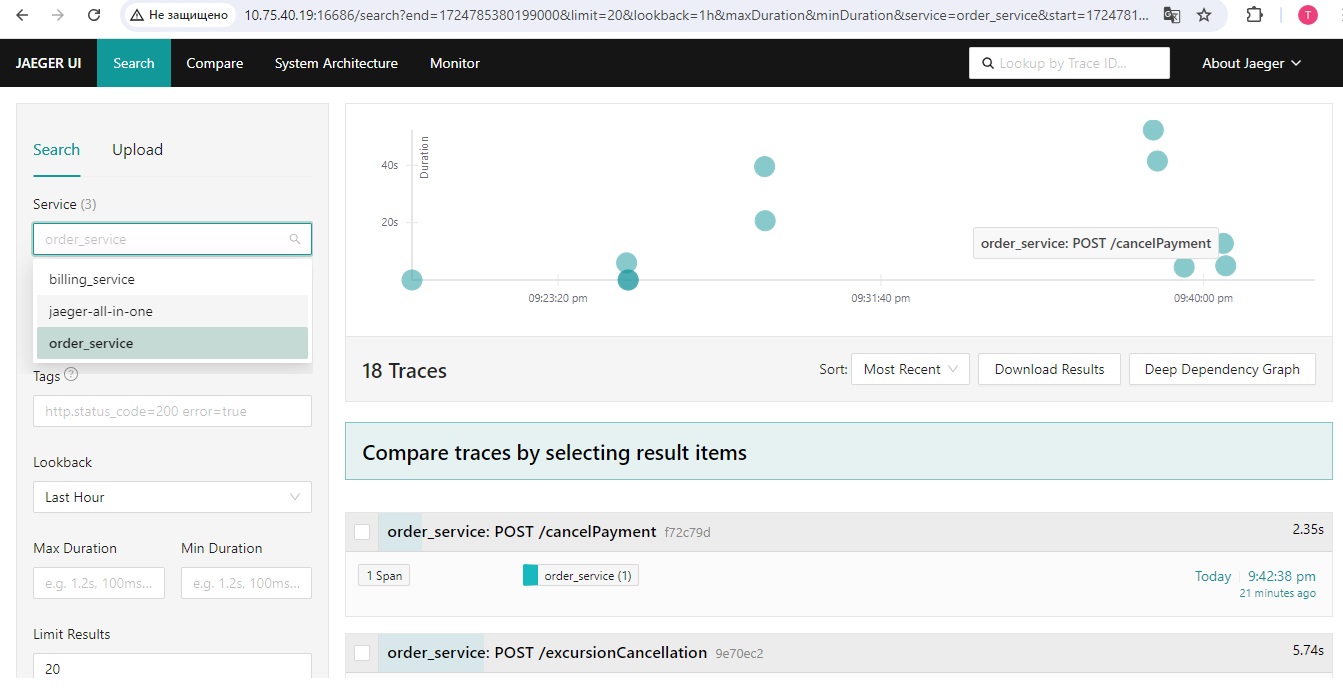 Не защищено
10.75.40.19:16686/search?end=1724785380199000&limit=20&lookback=1h&maxDuration&minDuration&service=order_service&start=1724781...
T
JAEGER UI Search Compare System Architecture Monitor
Lookup by Trace ID...
About Jaeger
Search Upload
Service (3)
order_service
billing_service
jaeger-all-in-one
order_service
Tags ?
http.status_code=200 error=true
Lookback
Last Hour
Max Duration Min Duration
e.g. 1.2s, 100ms... e.g. 1.2s, 100ms...
Limit Results
20
Duration
40s
20s
order_service: POST /cancelPayment
09:23:20 pm 09:31:40 pm 09:40:00 pm
18 Traces
Sort: Most Recent
Download Results
Deep Dependency Graph
Compare traces by selecting result items
order_service: POST /cancelPayment f72c79d 2.35s
1 Span order_service (1) Today 9:42:38 pm
21 minutes ago
order_service: POST /excursionCancellation 9e70ec2 5.74s